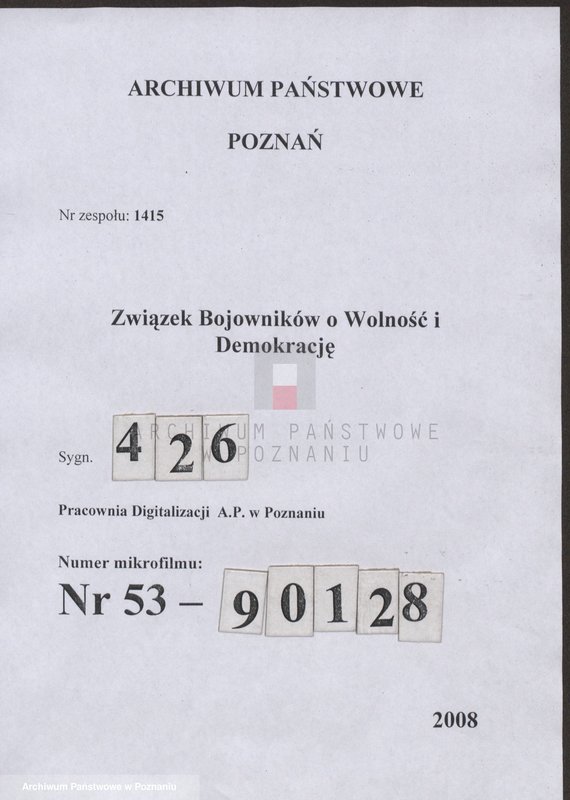 ARCHIWUM PAŃSTWOWE
POZNAŃ
Nr zespołu: 1415
Związek Bojowników o Wolność i
Demokrację
ARCHIWUM PAŃSTWOWE
W POZNANIU
Sygn. 426
Pracownia Digitalizacji A.P. w Poznaniu
Numer mikrofilmu:
Nr 53 – 90128
2008
Archiwum Państwowe w Poznaniu